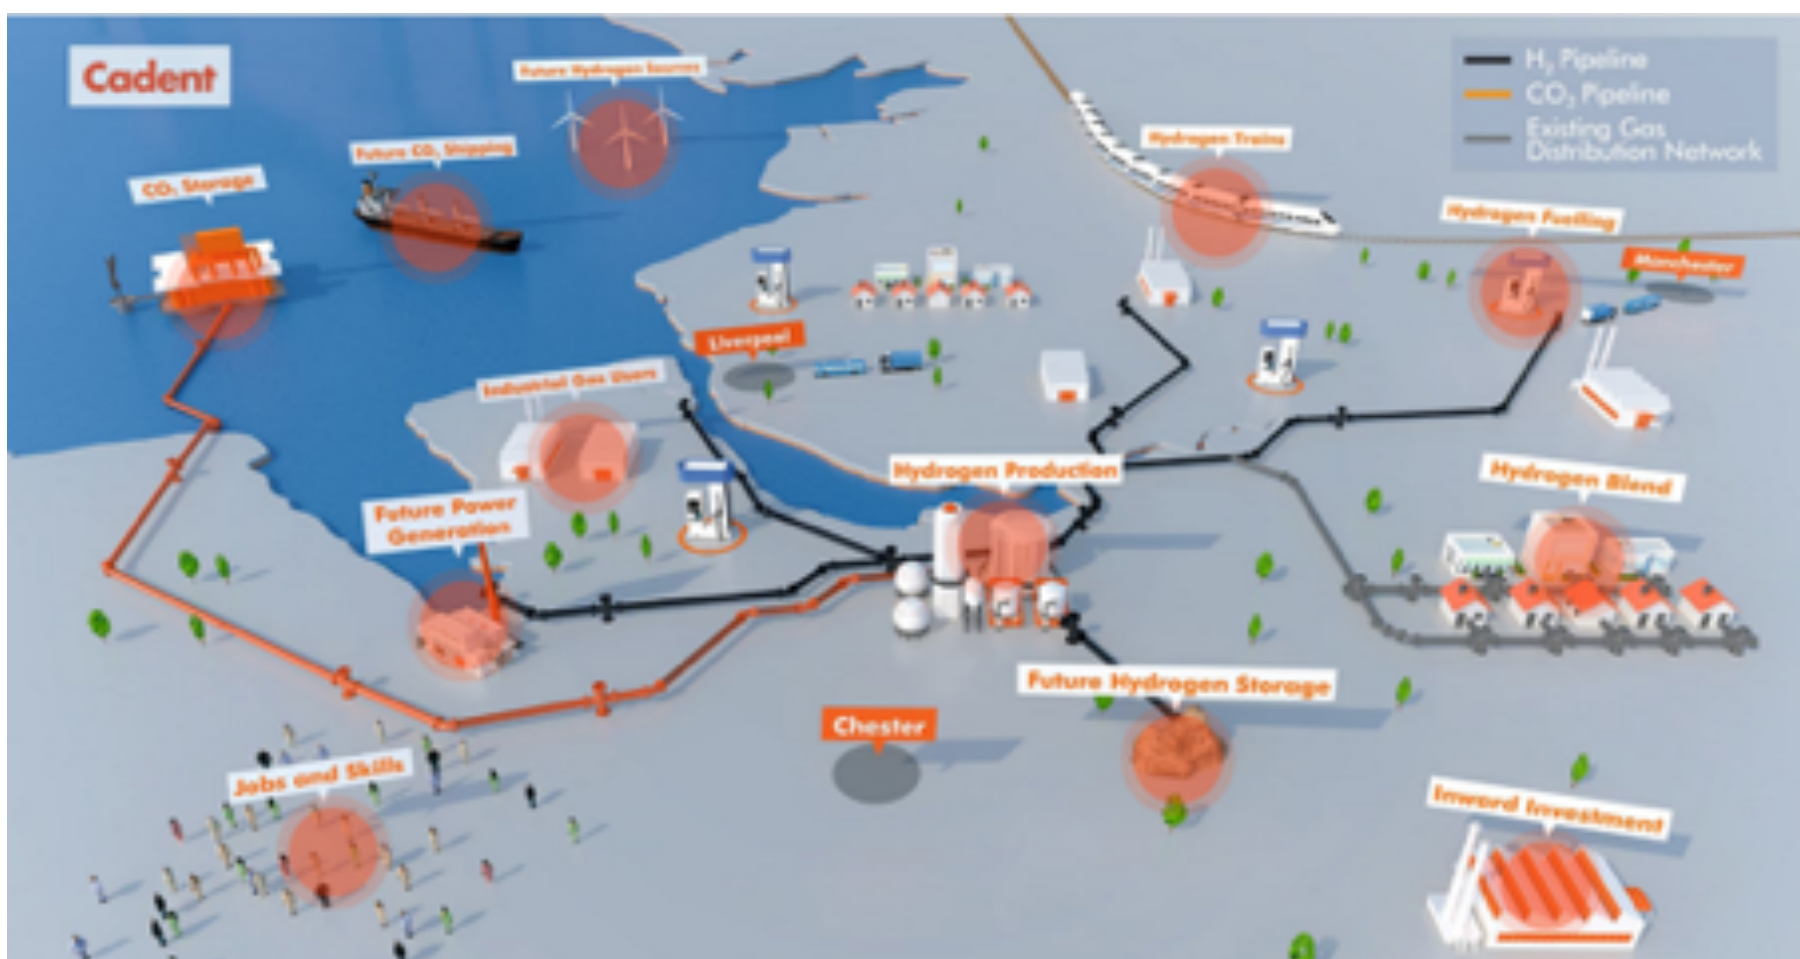 Cadent
Future Hydrogen Sources
H₂ Pipeline
CO₂ Pipeline
Existing Gas
Distribution Network
Future CO₂ Shipping
Hydrogen Trains
CO₂ Storage
Hydrogen Fuelling
Manchester
Liverpool
Industrial Gas Users
Hydrogen Production
Hydrogen Blend
Future Power
Generation
Future Hydrogen Storage
Chester
Jobs and Skills
Inward Investment